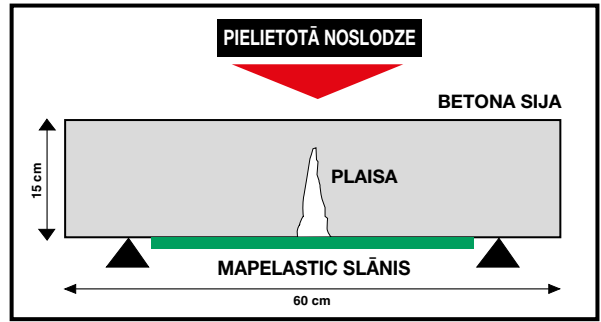 PIELIETOTĀ NOSLODZE
BETONA SIJA
15 cm
PLAISA
MAPELASTIC SLĀNIS
60 cm